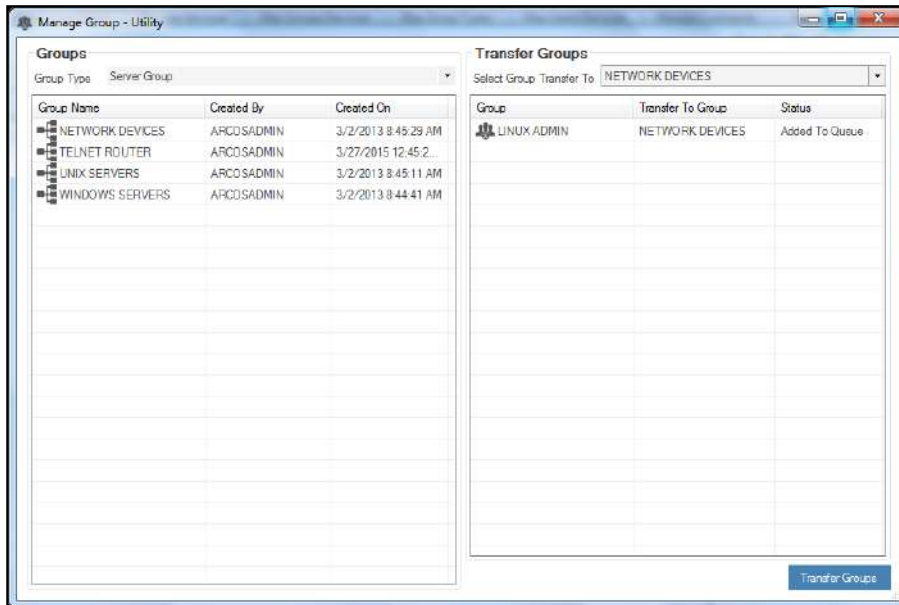 Manage Group - Utility
Groups
Group Type Server Group
Group Name Created By Created On
NETWORK DEVICES ARCOSADMIN 3/2/2013 8:45:29 AM
TELNET ROUTER ARCOSADMIN 3/27/2015 12:45:2...
UNIX SERVERS ARCOSADMIN 3/2/2013 8:45:11 AM
WINDOWS SERVERS ARCOSADMIN 3/2/2013 8:44:41 AM
Transfer Groups
Select Group Transfer To NETWORK DEVICES
Group Transfer To Group Status
LINUX ADMIN NETWORK DEVICES Added To Queue
Transfer Groups